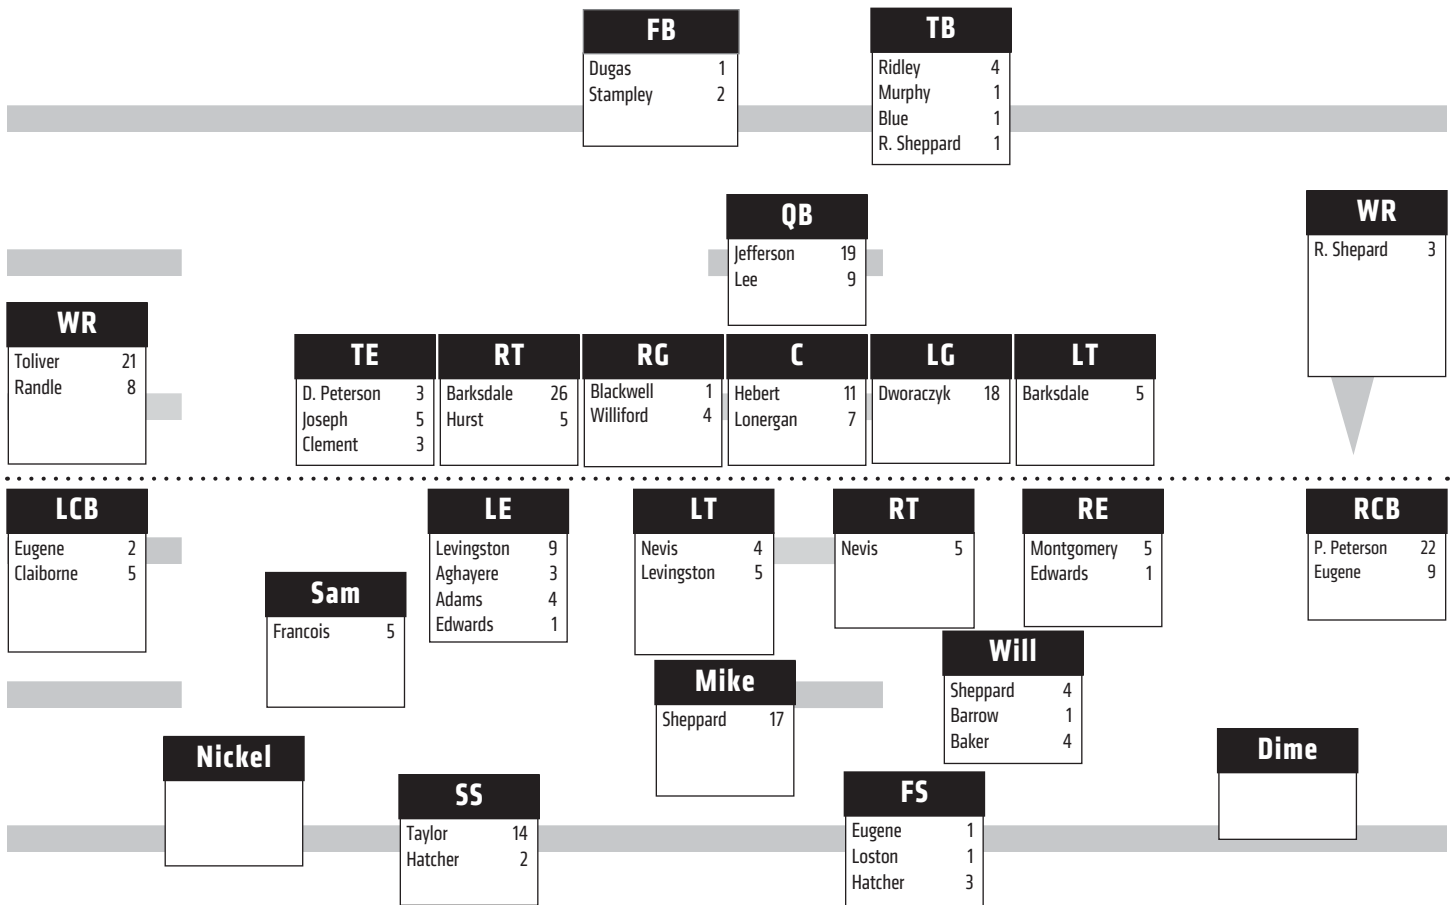 FB
Dugas 1
Stampley 2
TB
Ridley 4
Murphy 1
Blue 1
R. Sheppard 1
QB
Jefferson 19
Lee 9
WR
R. Shepard 3
WR
Toliver 21
Randle 8
TE
D. Peterson 3
Joseph 5
Clement 3
RT
Barksdale 26
Hurst 5
RG
Blackwell 1
Williford 4
C
Hebert 11
Lonergan 7
LG
Dworaczyk 18
LT
Barksdale 5
LCB
Eugene 2
Claiborne 5
Sam
Francois 5
LE
Levingston 9
Aghayere 3
Adams 4
Edwards 1
LT
Nevis 4
Levingston 5
RT
Nevis 5
RE
Montgomery 5
Edwards 1
RCB
P. Peterson 22
Eugene 9
Mike
Sheppard 17
Will
Sheppard 4
Barrow 1
Baker 4
Nickel
SS
Taylor 14
Hatcher 2
FS
Eugene 1
Loston 1
Hatcher 3
Dime